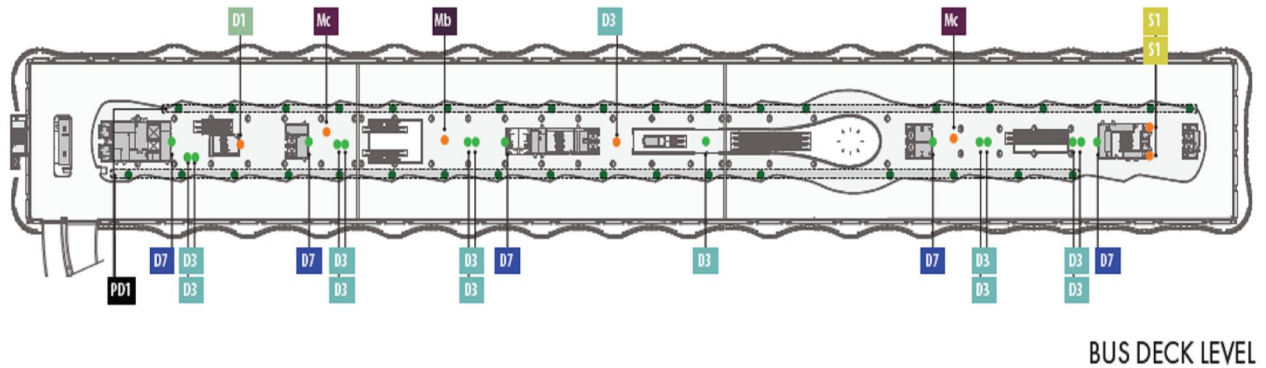 D1 Mc Mb D3 Mc S1
S1
D7 D3 D7 D3 D3 D7 D3 D7 D3 D3 D7
PD1 D3 D3 D3 D3 D3
BUS DECK LEVEL